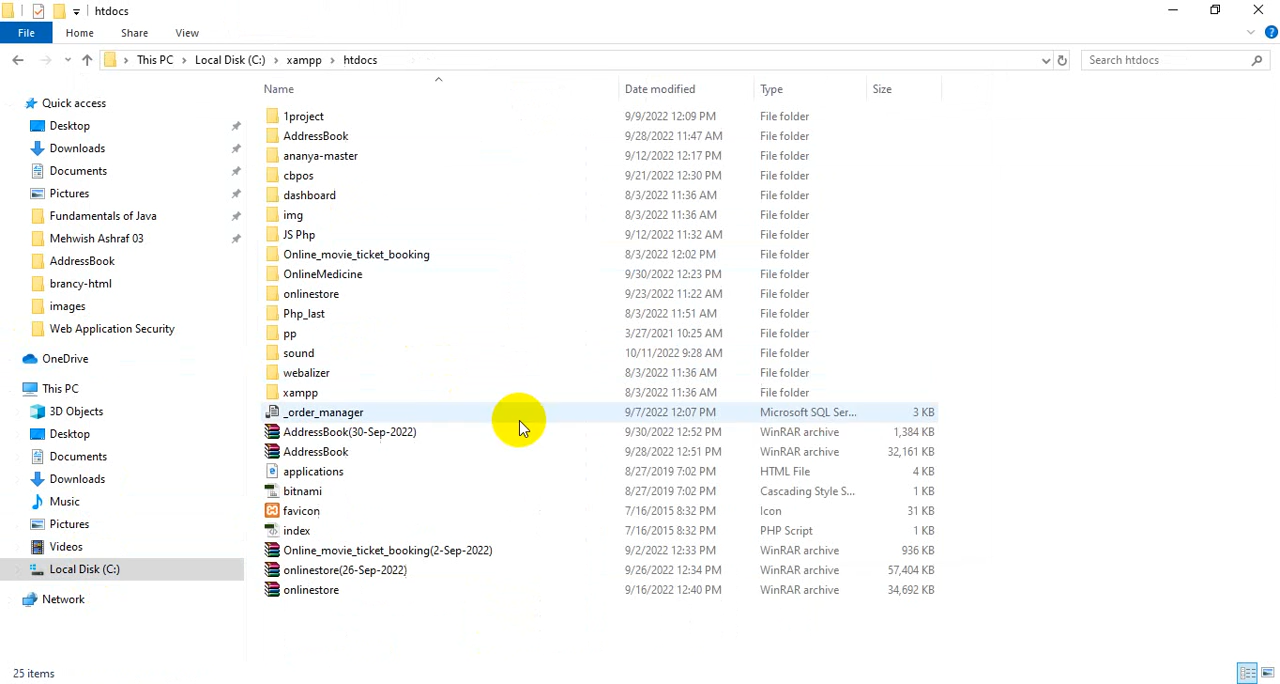 htdocs
File Home Share View
This PC Local Disk (C:) xampp htdocs Search htdocs
Name Date modified Type Size
Quick access
Desktop
Downloads
Documents
Pictures
Fundamentals of Java
Mehwish Ashraf 03
AddressBook
brancy-html
images
Web Application Security
OneDrive
This PC
3D Objects
Desktop
Documents
Downloads
Music
Pictures
Videos
Local Disk (C:)
Network
1project 9/9/2022 12:09 PM File folder
AddressBook 9/28/2022 11:47 AM File folder
ananya-master 9/12/2022 12:17 PM File folder
cbpos 9/21/2022 12:30 PM File folder
dashboard 8/3/2022 11:36 AM File folder
img 8/3/2022 11:36 AM File folder
JS Php 9/12/2022 11:32 AM File folder
Online_movie_ticket_booking 8/3/2022 12:02 PM File folder
OnlineMedicine 9/30/2022 12:23 PM File folder
onlinestore 9/23/2022 11:22 AM File folder
Php_last 8/3/2022 11:51 AM File folder
pp 3/27/2021 10:25 AM File folder
sound 10/11/2022 9:28 AM File folder
webalizer 8/3/2022 11:36 AM File folder
xampp 8/3/2022 11:36 AM File folder
_order_manager 9/7/2022 12:07 PM Microsoft SQL Ser... 3 KB
AddressBook(30-Sep-2022) 9/30/2022 12:52 PM WinRAR archive 1,384 KB
AddressBook 9/28/2022 12:51 PM WinRAR archive 32,161 KB
applications 8/27/2019 7:02 PM HTML File 4 KB
bitnami 8/27/2019 7:02 PM Cascading Style S... 1 KB
favicon 7/16/2015 8:32 PM Icon 31 KB
index 7/16/2015 8:32 PM PHP Script 1 KB
Online_movie_ticket_booking(2-Sep-2022) 9/2/2022 12:33 PM WinRAR archive 936 KB
onlinestore(26-Sep-2022) 9/26/2022 12:34 PM WinRAR archive 57,404 KB
onlinestore 9/16/2022 12:40 PM WinRAR archive 34,692 KB
25 items